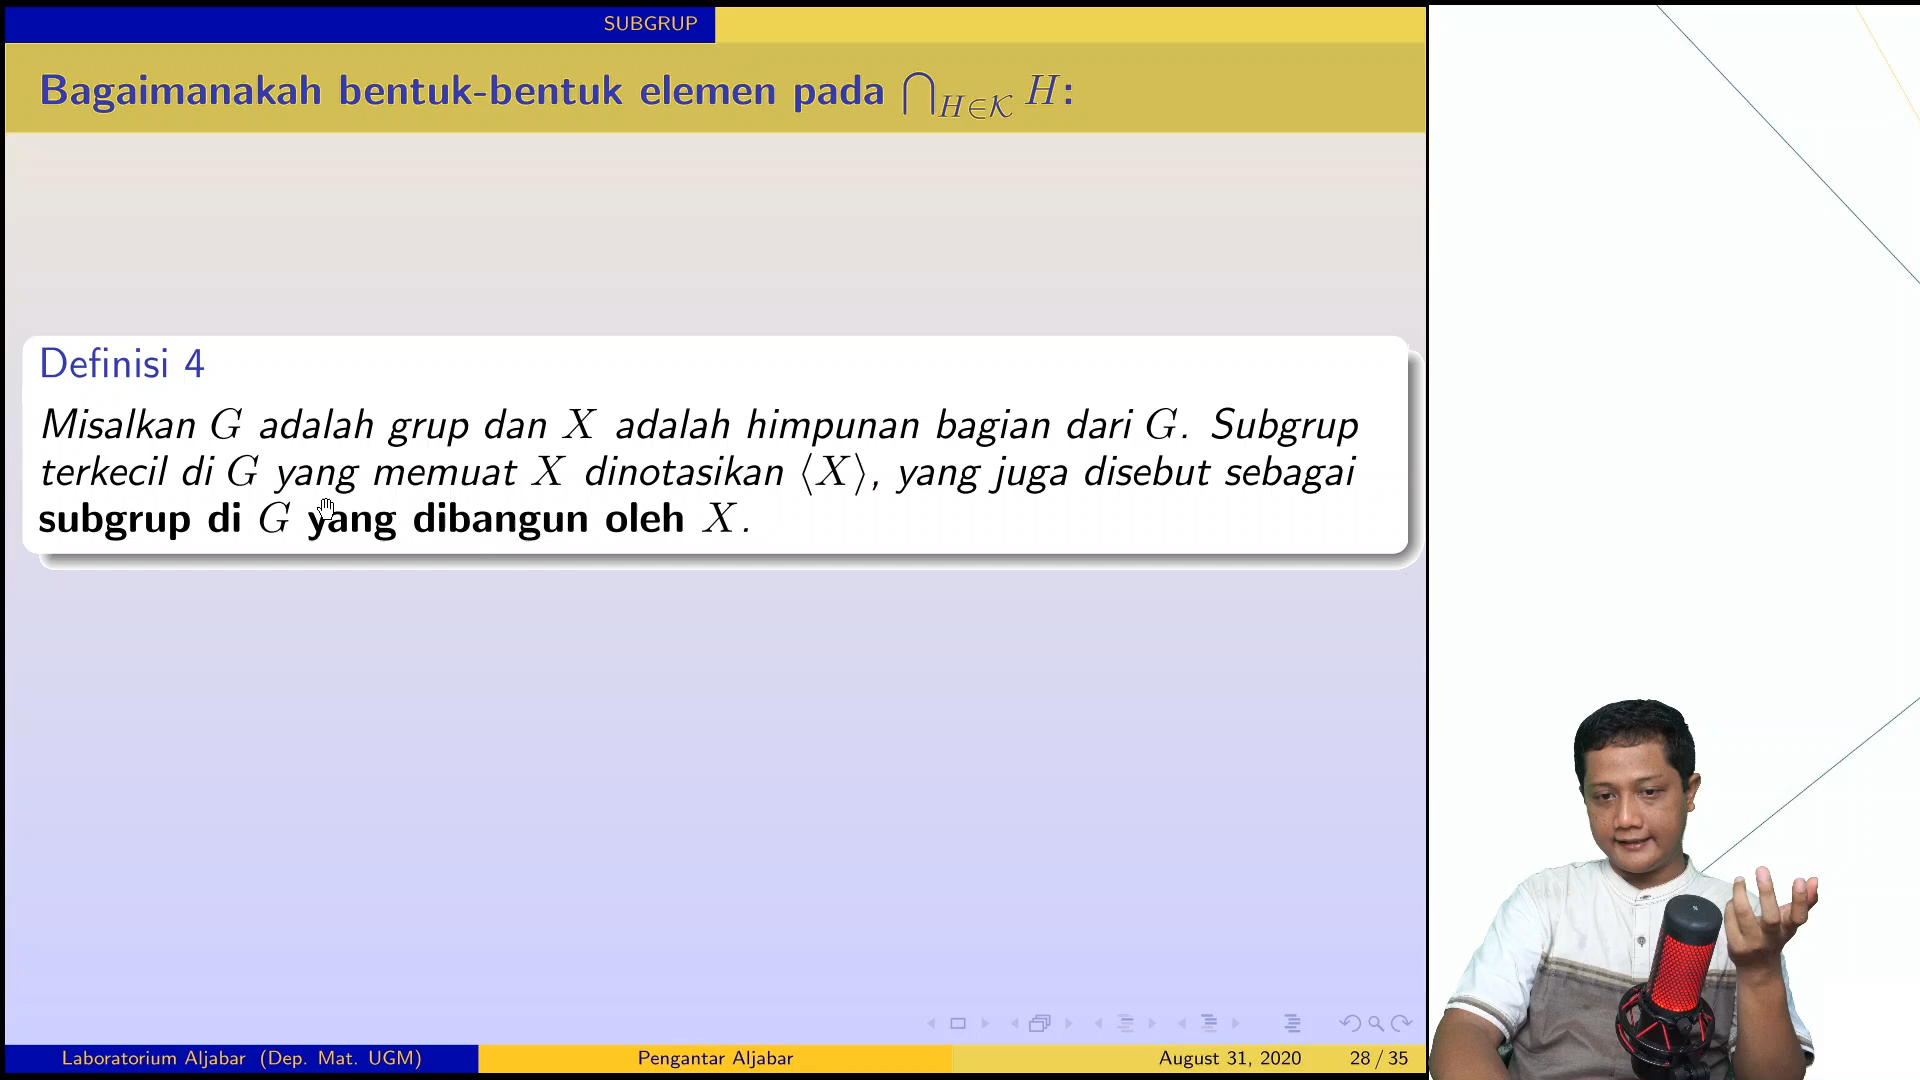 SUBGRUP
Bagaimanakah bentuk-bentuk elemen pada ⋂_{H∈𝒦} H:
Definisi 4
Misalkan G adalah grup dan X adalah himpunan bagian dari G. Subgrup
terkecil di G yang memuat X dinotasikan ⟨X⟩, yang juga disebut sebagai
subgrup di G yang dibangun oleh X.
Laboratorium Aljabar (Dep. Mat. UGM) Pengantar Aljabar August 31, 2020 28 / 35